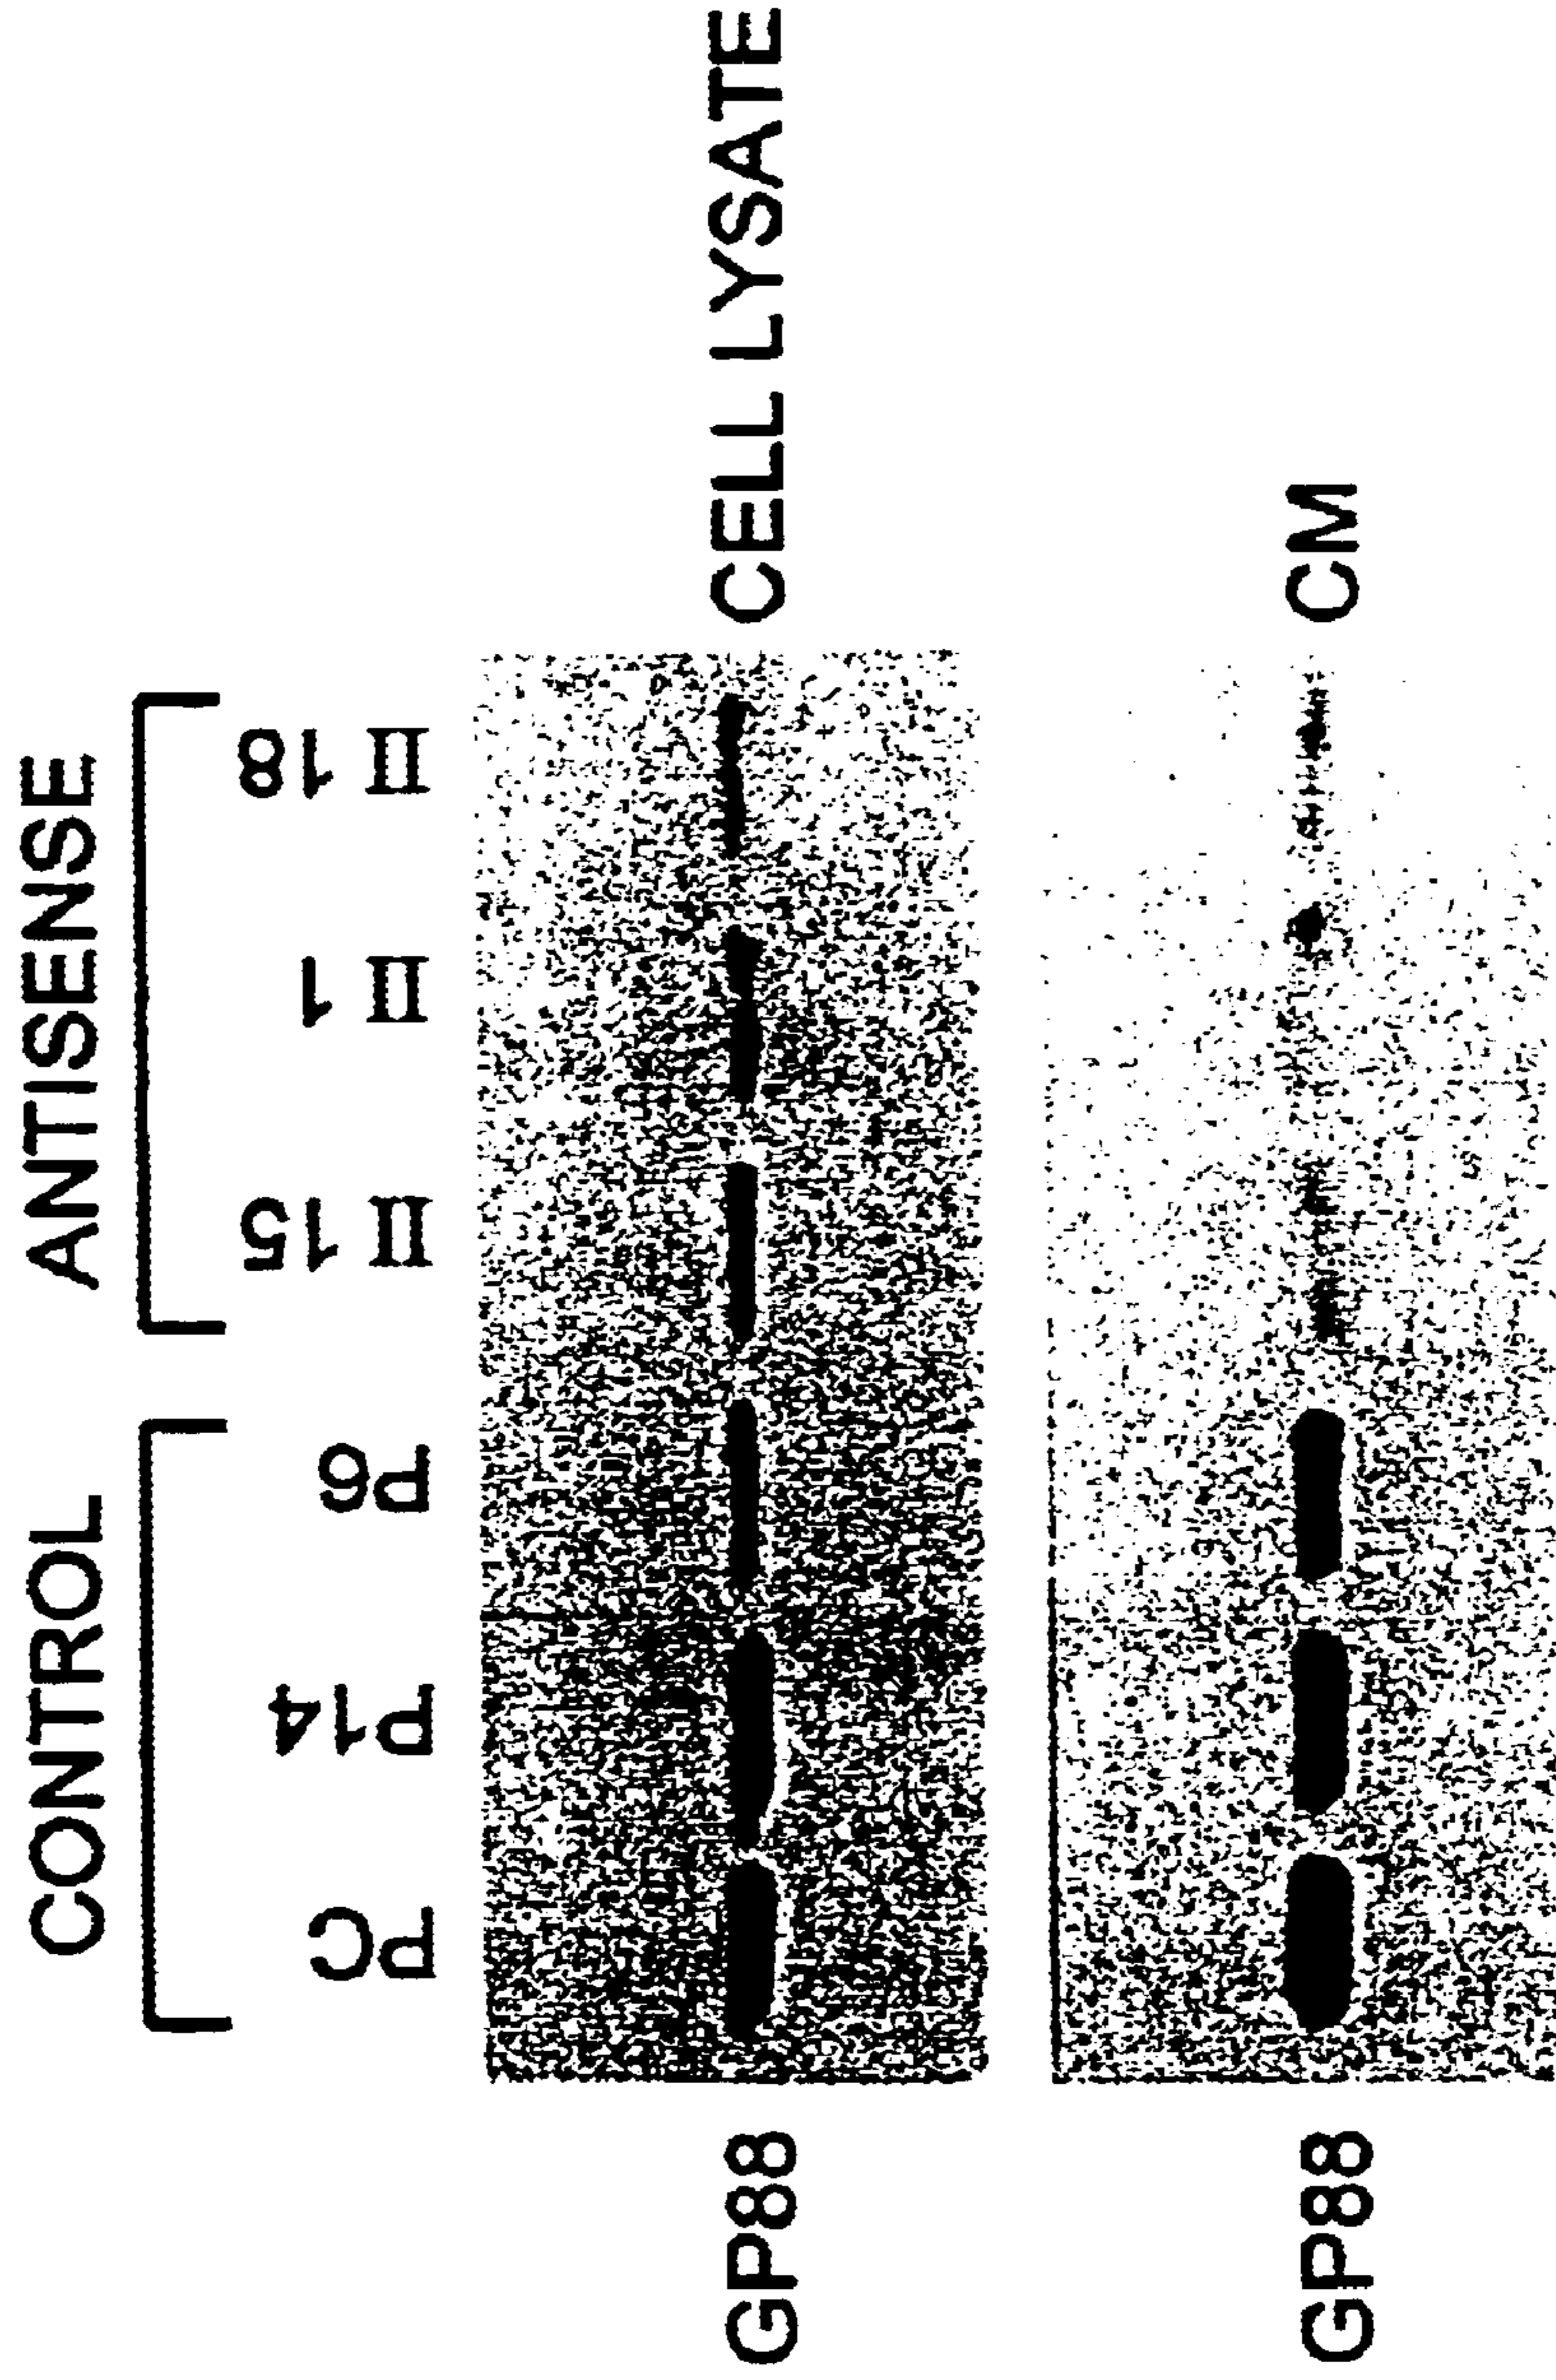 CONTROL ANTISENSE
PC P14 P6 II 15 II 1 II 18
GP88 CELL LYSATE
GP88 CM